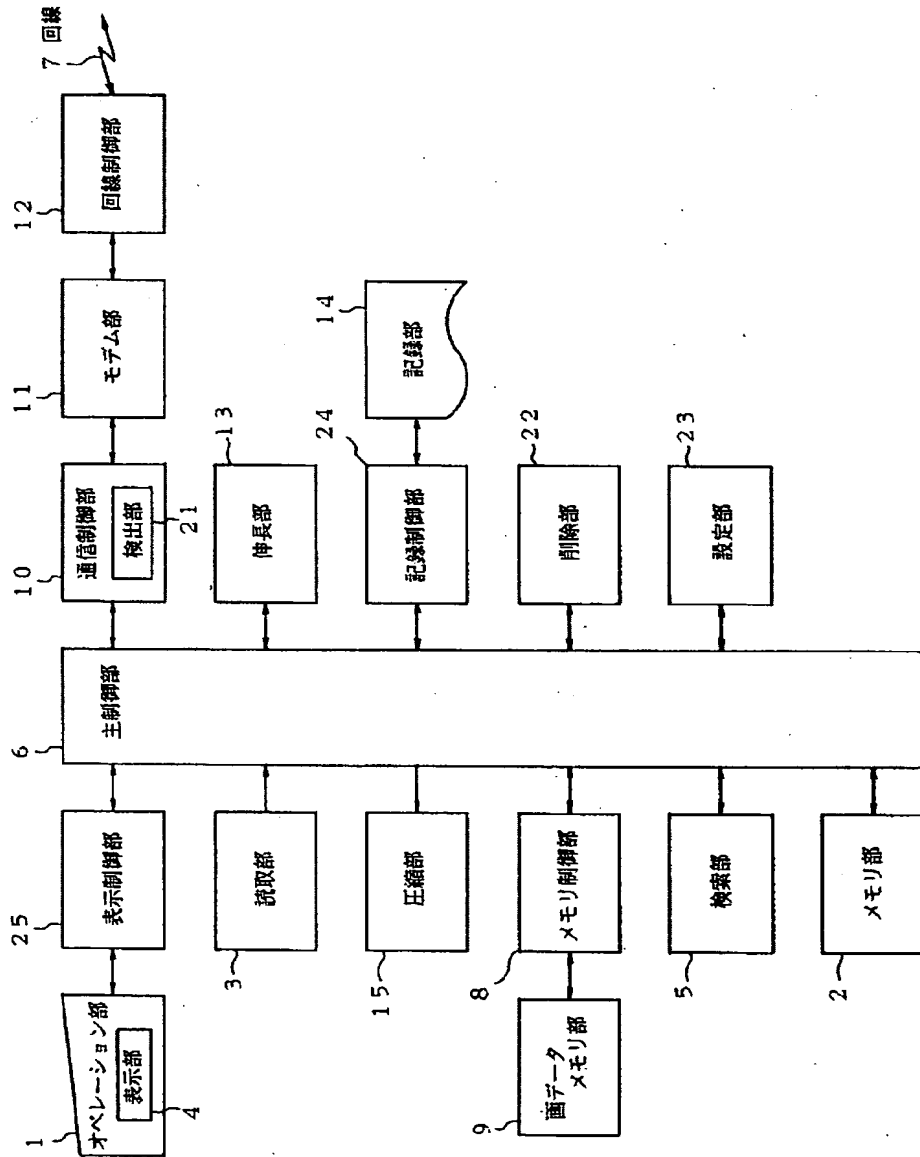 1
オペレーション部
表示部
4
25
表示制御部
6
主制御部
10
通信制御部
検出部
21
11
モデム部
12
回線制御部
7 回線
3
読取部
13
伸長部
15
圧縮部
24
記録制御部
14
記録部
9
画データ
メモリ部
8
メモリ制御部
22
削除部
5
検索部
23
設定部
2
メモリ部